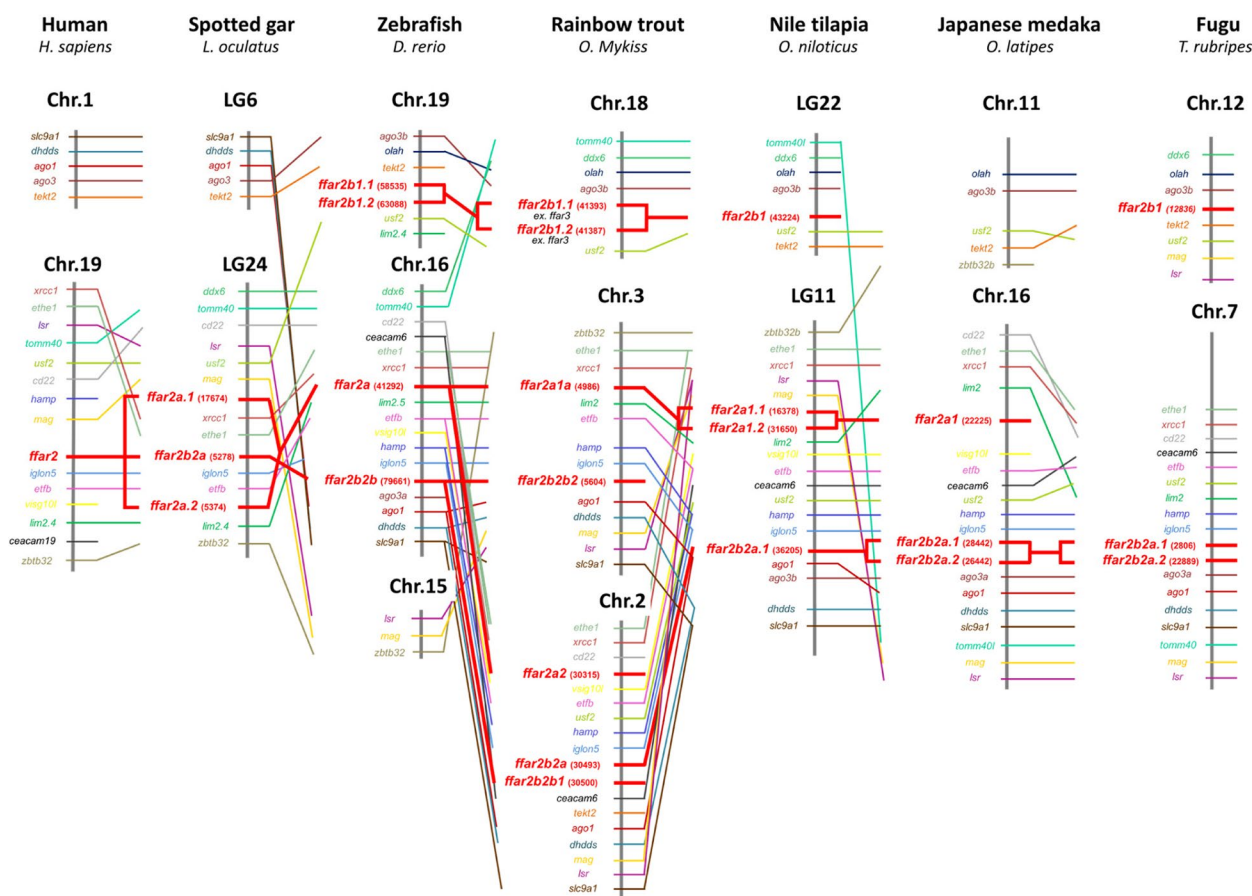 Human
H. sapiens
Chr.1
slc9a1
dhdds
ago1
ago3
tekt2
Chr.19
xrcc1
ethe1
lsr
tomm40
usf2
cd22
hamp
mag
ffar2
iglon5
etfb
vsig10l
lim2.4
ceacam19
zbtb32
Spotted gar
L. oculatus
LG6
slc9a1
dhdds
ago1
ago3
tekt2
LG24
ddx6
tomm40
cd22
lsr
usf2
mag
ffar2a.1 (17674)
xrcc1
ethe1
ffar2b2a (5278)
iglon5
etfb
ffar2a.2 (5374)
lim2.4
zbtb32
Zebrafish
D. rerio
Chr.19
ago3b
olah
tekt2
ffar2b1.1 (58535)
ffar2b1.2 (63088)
usf2
lim2.4
Chr.16
ddx6
tomm40
cd22
ceacam6
ethe1
xrcc1
ffar2a (41292)
lim2.5
etfb
vsig10l
hamp
iglon5
ffar2b2b (79661)
ago3a
ago1
dhdds
slc9a1
Chr.15
lsr
mag
zbtb32
Rainbow trout
O. Mykiss
Chr.18
tomm40
ddx6
olah
ago3b
ffar2b1.1 (41393)
ex. ffar3
ffar2b1.2 (41387)
ex. ffar3
usf2
Chr.3
zbtb32
ethe1
xrcc1
ffar2a1a (4986)
lim2
etfb
hamp
iglon5
ffar2b2b2 (5604)
ago1
dhdds
mag
lsr
slc9a1
Chr.2
ethe1
xrcc1
cd22
ffar2a2 (30315)
vsig10l
etfb
usf2
hamp
iglon5
ffar2b2a (30493)
ffar2b2b1 (30500)
ceacam6
tekt2
ago1
dhdds
mag
lsr
slc9a1
Nile tilapia
O. niloticus
LG22
tomm40l
ddx6
olah
ago3b
ffar2b1 (43224)
usf2
tekt2
LG11
zbtb32b
ethe1
xrcc1
lsr
mag
ffar2a1.1 (16378)
ffar2a1.2 (31650)
lim2
vsig10l
etfb
ceacam6
usf2
hamp
iglon5
ffar2b2a.1 (36205)
ago1
ago3b
dhdds
slc9a1
Japanese medaka
O. latipes
Chr.11
olah
ago3b
usf2
tekt2
zbtb32b
Chr.16
cd22
ethe1
xrcc1
lim2
ffar2a1 (22225)
vsig10l
etfb
ceacam6
usf2
hamp
iglon5
ffar2b2a.1 (28442)
ffar2b2a.2 (26442)
ago3a
ago1
dhdds
slc9a1
tomm40l
mag
lsr
Fugu
T. rubripes
Chr.12
ddx6
olah
ago3b
ffar2b1 (12836)
tekt2
usf2
mag
lsr
Chr.7
ethe1
xrcc1
cd22
ceacam6
etfb
usf2
lim2
hamp
iglon5
ffar2b2a.1 (2806)
ffar2b2a.2 (22889)
ago3a
ago1
dhdds
slc9a1
tomm40l
mag
lsr